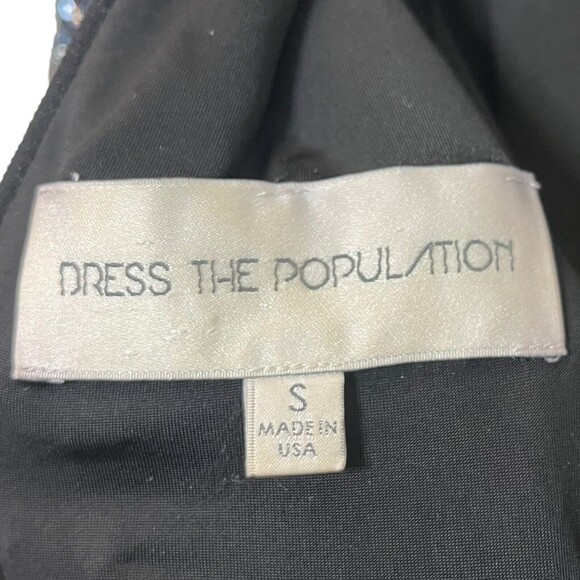 DRESS THE POPULATION
S
MADE IN
USA